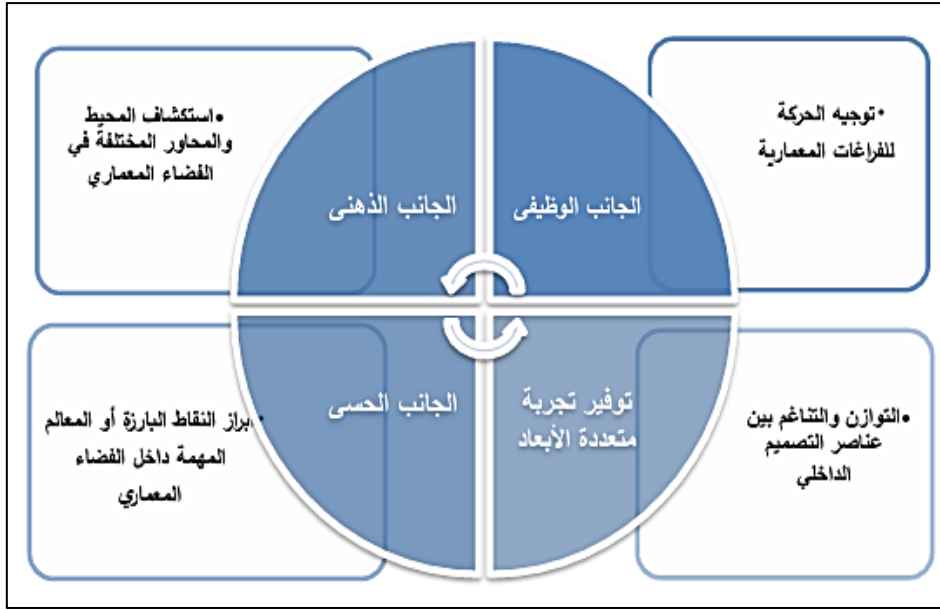 •توجيه الحركة
للفراغات المعمارية
الجانب الوظيفى
•استكشاف المحيط
والمحاور المختلفة في
الفضاء المعماري
الجانب الذهنى
•براز النقاط البارزة أو المعالم
المهمة داخل الفضاء
المعماري
الجانب الحسى
•التوازن والتناغم بين
عناصر التصميم
الداخلي
توفير تجربة
متعددة الأبعاد